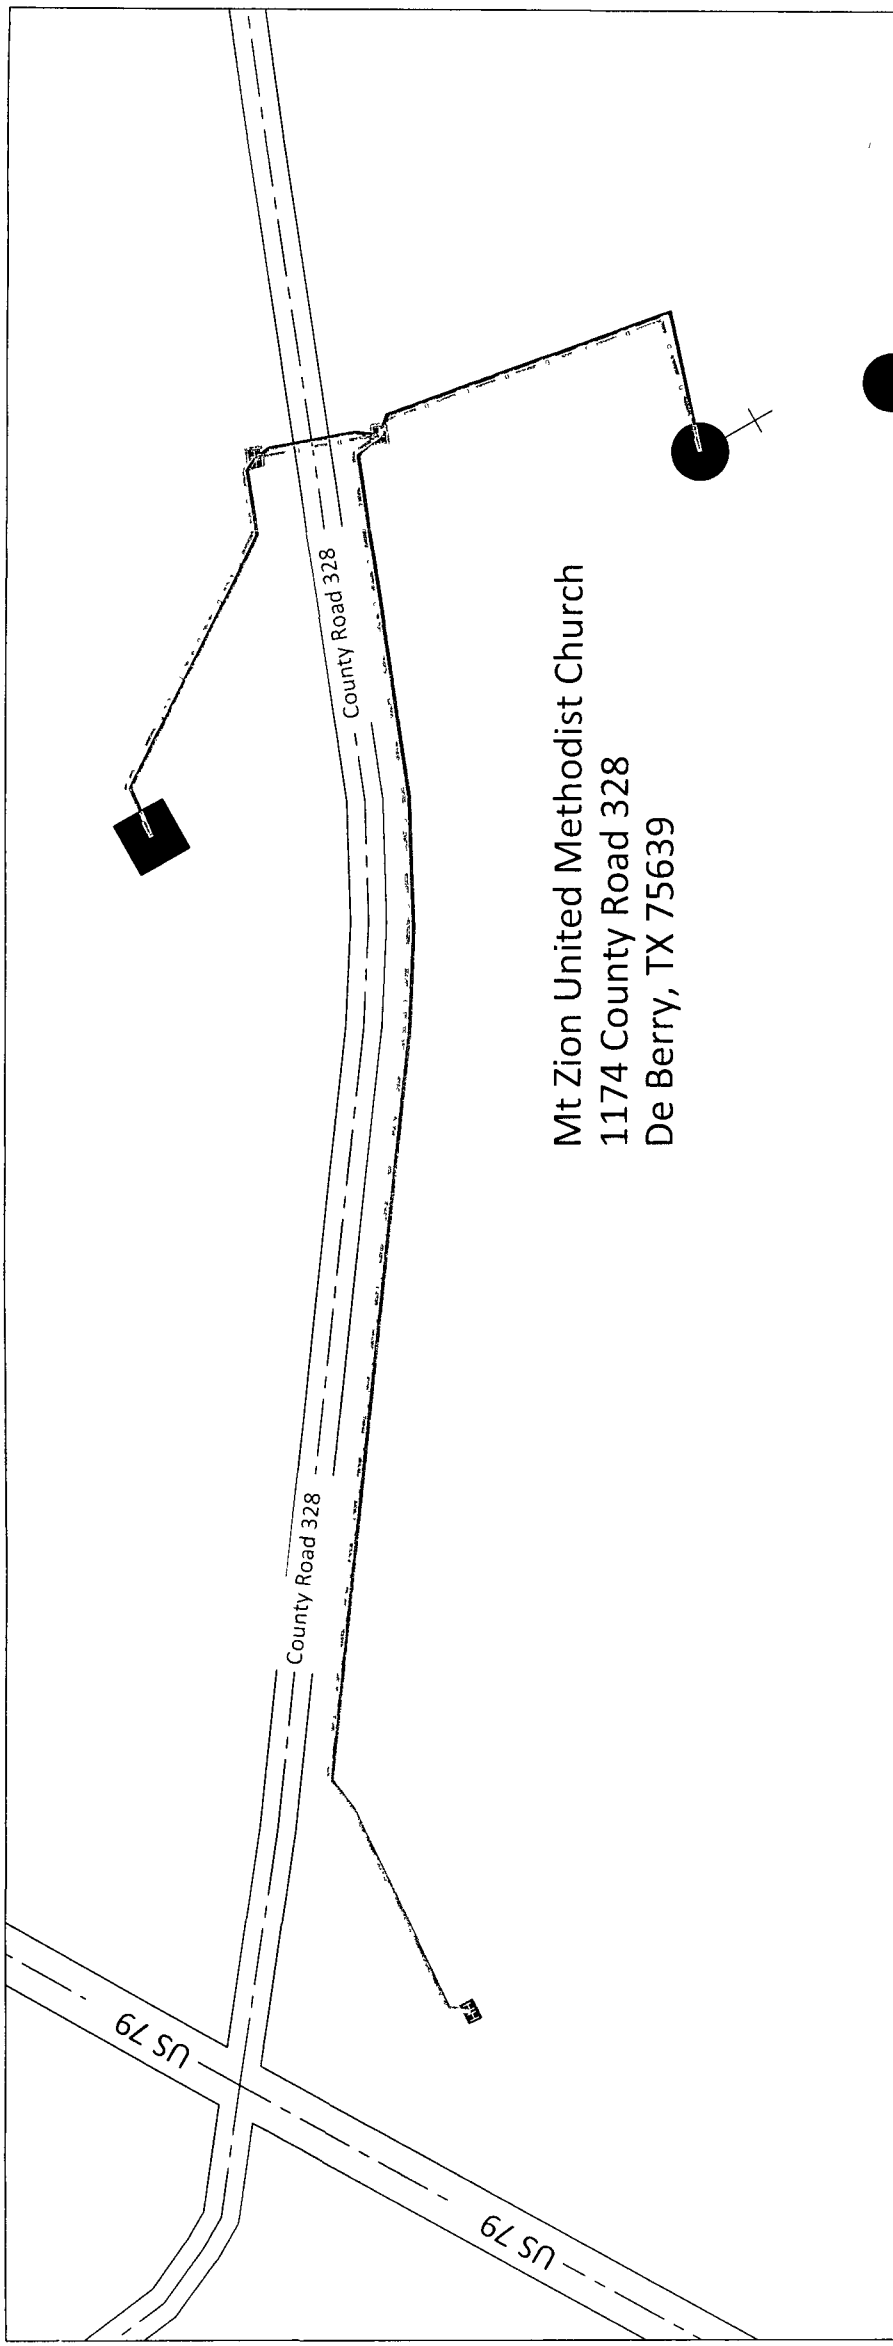 County Road 328
Mt Zion United Methodist Church
1174 County Road 328
De Berry, TX 75639
County Road 328
US 79
US 79